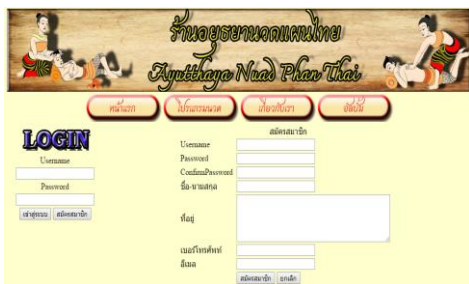 ร้านอยุธยานวดแผนไทย
Ayutthaya Nuad Phan Thai
หน้าแรก โปรแกรมนวด เกี่ยวกับเรา อัลบั้ม
LOGIN
Username
Password
เข้าสู่ระบบ สมัครสมาชิก
สมัครสมาชิก
Username
Password
ConfirmPassword
ชื่อ-นามสกุล
ที่อยู่
เบอร์โทรศัพท์
อีเมล
สมัครสมาชิก ยกเลิก